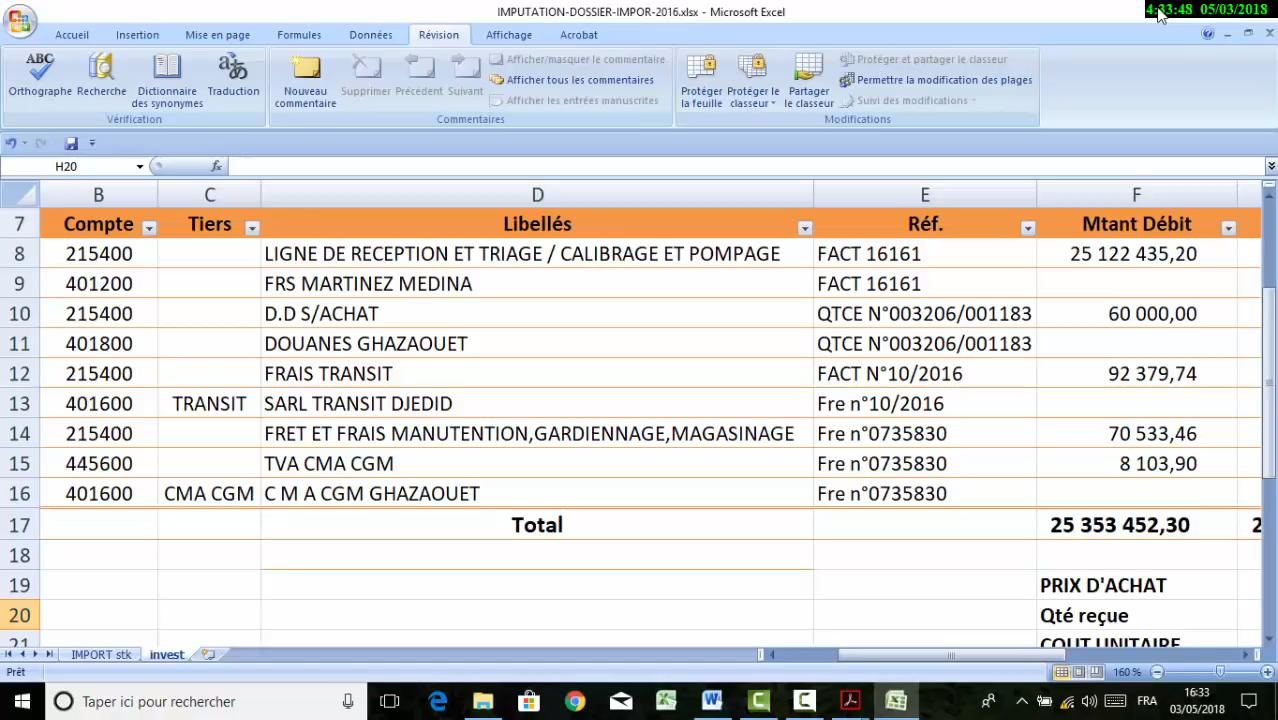 IMPUTATION-DOSSIER-IMPOR-2016.xlsx - Microsoft Excel
4:33:48 05/03/2018
Accueil Insertion Mise en page Formules Données Révision Affichage Acrobat
ABC
Orthographe Recherche Dictionnaire des synonymes Traduction
Vérification
Nouveau commentaire Supprimer Précédent Suivant
Afficher/masquer le commentaire
Afficher tous les commentaires
Afficher les entrées manuscrites
Commentaires
Protéger la feuille Protéger le classeur Partager le classeur
Protéger et partager le classeur
Permettre la modification des plages
Suivi des modifications
Modifications
H20 fx
B C D E F
7 Compte Tiers Libellés Réf. Mtant Débit
8 215400 LIGNE DE RECEPTION ET TRIAGE / CALIBRAGE ET POMPAGE FACT 16161 25 122 435,20
9 401200 FRS MARTINEZ MEDINA FACT 16161
10 215400 D.D S/ACHAT QTCE N°003206/001183 60 000,00
11 401800 DOUANES GHAZAOUET QTCE N°003206/001183
12 215400 FRAIS TRANSIT FACT N°10/2016 92 379,74
13 401600 TRANSIT SARL TRANSIT DJEDID Fre n°10/2016
14 215400 FRET ET FRAIS MANUTENTION,GARDIENNAGE,MAGASINAGE Fre n°0735830 70 533,46
15 445600 TVA CMA CGM Fre n°0735830 8 103,90
16 401600 CMA CGM C M A CGM GHAZAOUET Fre n°0735830
17 Total 25 353 452,30 2
18
19 PRIX D'ACHAT
20 Qté reçue
21 COUT UNITAIRE
IMPORT stk invest
Prêt 160 %
Taper ici pour rechercher
FRA
16:33
03/05/2018